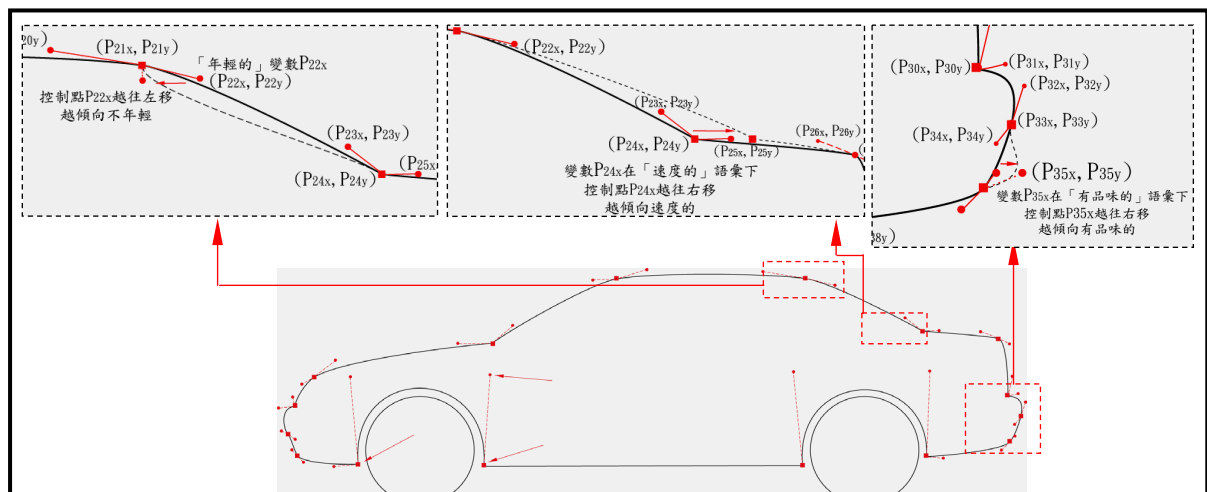 20y)
(P21x, P21y)
「年輕的」變數P22x
(P22x, P22y)
控制點P22x越往左移
越傾向不年輕
(P23x, P23y)
(P24x, P24y)
(P25x
(P22x, P22y)
(P23x, P23y)
(P24x, P24y)
(P25x, P25y)
(P26x, P26y)
變數P24x在「速度的」語彙下
控制點P24x越往右移
越傾向速度的
(P30x, P30y)
(P31x, P31y)
(P32x, P32y)
(P33x, P33y)
(P34x, P34y)
(P35x, P35y)
變數P35x在「有品味的」語彙下
控制點P35x越往右移
越傾向有品味的
38y)